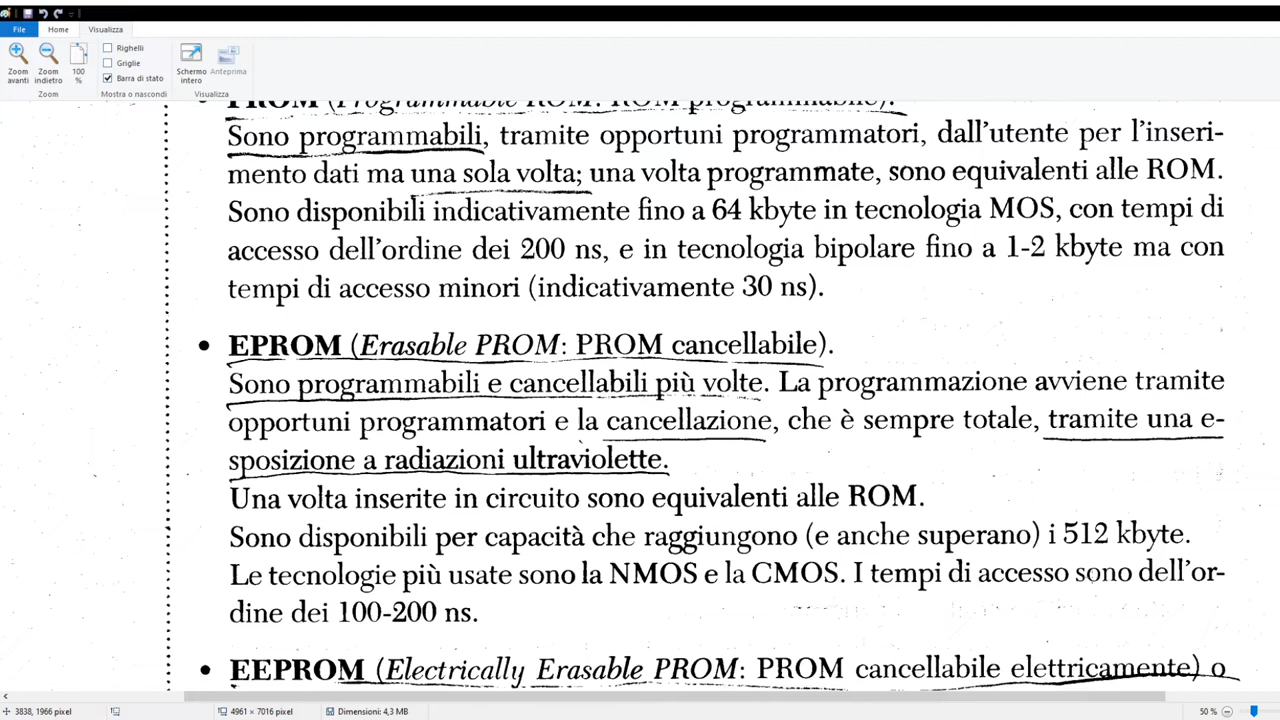 File Home Visualizza
Righelli
Griglie
Barra di stato
Zoom avanti
Zoom indietro
100 %
Schermo intero
Anteprima
Zoom Mostra o nascondi Visualizza
PROM (Programmable ROM: ROM programmabile).
Sono programmabili, tramite opportuni programmatori, dall'utente per l'inseri-
mento dati ma una sola volta; una volta programmate, sono equivalenti alle ROM.
Sono disponibili indicativamente fino a 64 kbyte in tecnologia MOS, con tempi di
accesso dell'ordine dei 200 ns, e in tecnologia bipolare fino a 1-2 kbyte ma con
tempi di accesso minori (indicativamente 30 ns).
• EPROM (Erasable PROM: PROM cancellabile).
Sono programmabili e cancellabili più volte. La programmazione avviene tramite
opportuni programmatori e la cancellazione, che è sempre totale, tramite una e-
sposizione a radiazioni ultraviolette.
Una volta inserite in circuito sono equivalenti alle ROM.
Sono disponibili per capacità che raggiungono (e anche superano) i 512 kbyte.
Le tecnologie più usate sono la NMOS e la CMOS. I tempi di accesso sono dell'or-
dine dei 100-200 ns.
• EEPROM (Electrically Erasable PROM: PROM cancellabile elettricamente) o
3838, 1966 pixel 4961 × 7016 pixel Dimensioni: 4,3 MB 50 %